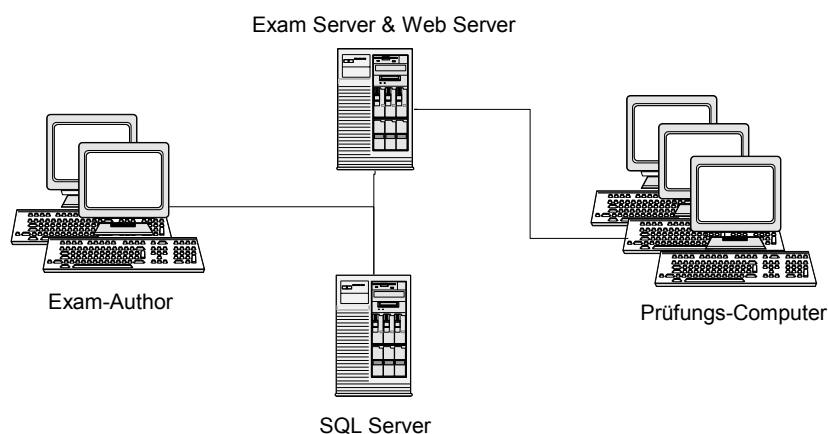 Exam Server & Web Server
Exam-Author
Prüfungs-Computer
SQL Server